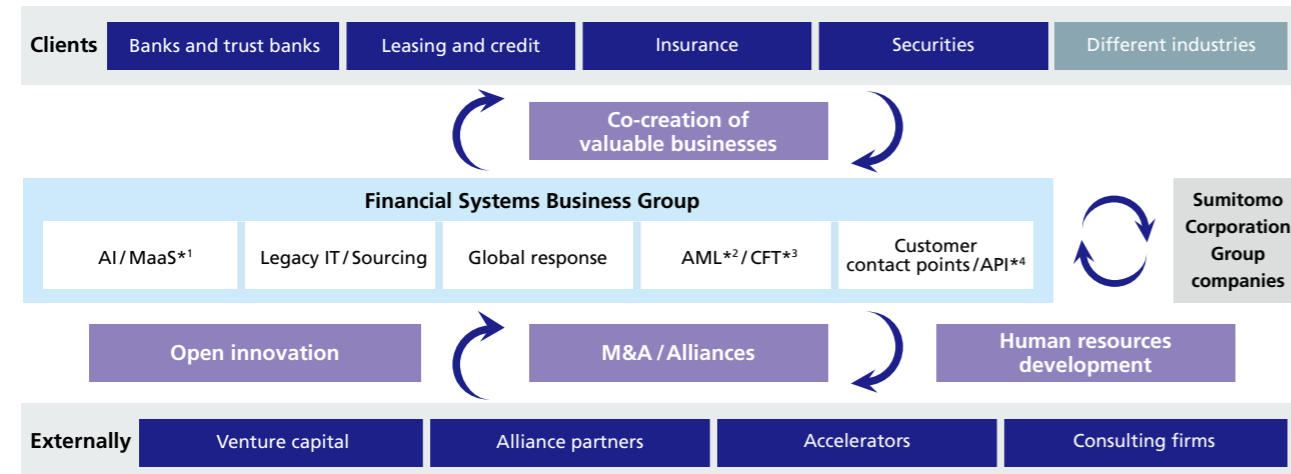 Clients
Banks and trust banks
Leasing and credit
Insurance
Securities
Different industries
Co-creation of
valuable businesses
Financial Systems Business Group
AI/MaaS*1
Legacy IT/Sourcing
Global response
AML*2/CFT*3
Customer
contact points/API*4
Sumitomo
Corporation
Group
companies
Open innovation
M&A/Alliances
Human resources
development
Externally
Venture capital
Alliance partners
Accelerators
Consulting firms